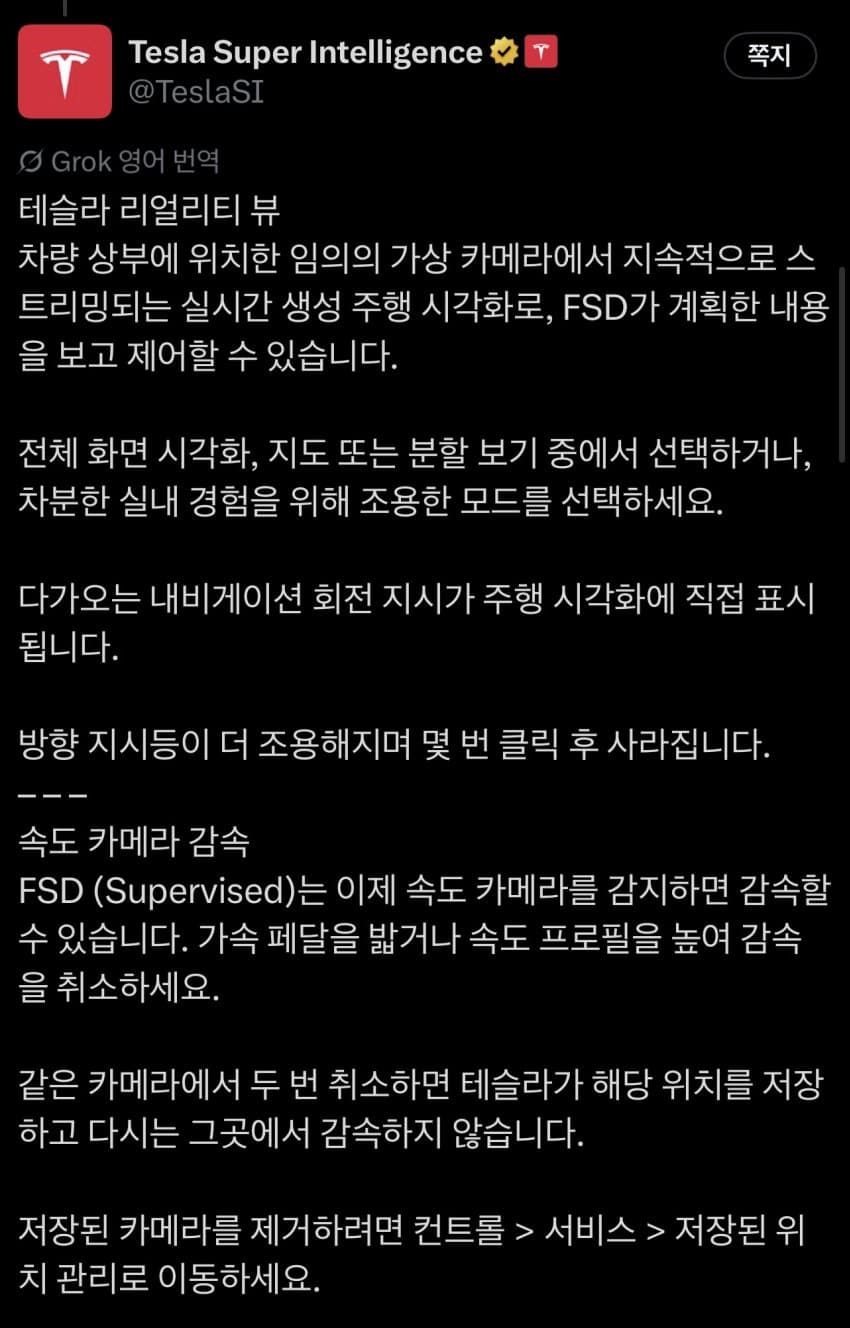 Tesla Super Intelligence
@TeslaSI
쪽지
Grok 영어 번역
테슬라 리얼리티 뷰
차량 상부에 위치한 임의의 가상 카메라에서 지속적으로 스
트리밍되는 실시간 생성 주행 시각화로, FSD가 계획한 내용
을 보고 제어할 수 있습니다.
전체 화면 시각화, 지도 또는 분할 보기 중에서 선택하거나,
차분한 실내 경험을 위해 조용한 모드를 선택하세요.
다가오는 내비게이션 회전 지시가 주행 시각화에 직접 표시
됩니다.
방향 지시등이 더 조용해지며 몇 번 클릭 후 사라집니다.
– – –
속도 카메라 감속
FSD (Supervised)는 이제 속도 카메라를 감지하면 감속할
수 있습니다. 가속 페달을 밟거나 속도 프로필을 높여 감속
을 취소하세요.
같은 카메라에서 두 번 취소하면 테슬라가 해당 위치를 저장
하고 다시는 그곳에서 감속하지 않습니다.
저장된 카메라를 제거하려면 컨트롤 > 서비스 > 저장된 위
치 관리로 이동하세요.